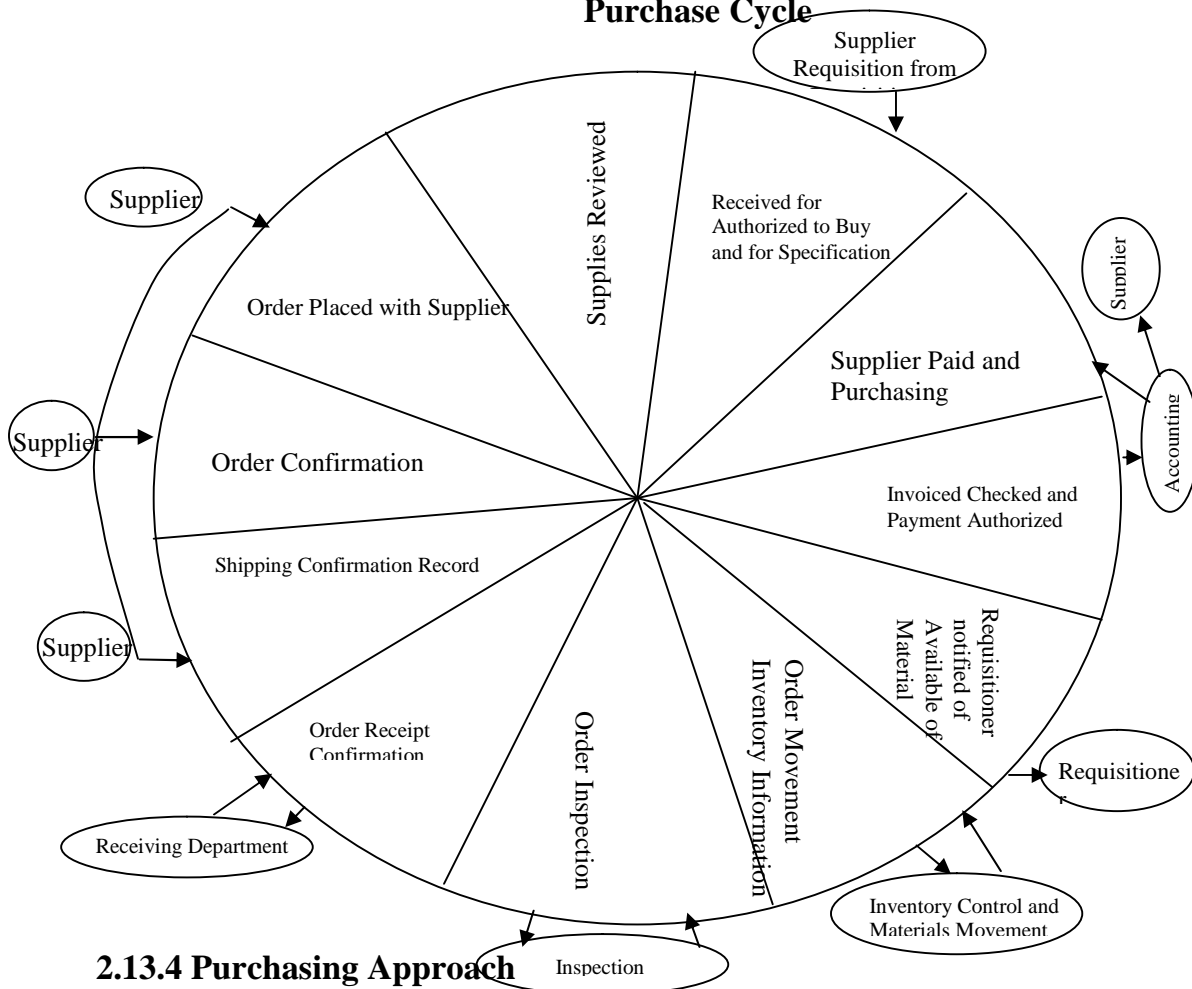 Purchase Cycle
Supplier
Requisition from
Supplies Reviewed
Received for
Authorized to Buy
and for Specification
Supplier
Order Placed with Supplier
Supplier
Supplier Paid and
Purchasing
Accounting
Supplier
Order Confirmation
Invoiced Checked and
Payment Authorized
Shipping Confirmation Record
Supplier
Requisitioner
notified of
Available of
Material
Order Movement
Inventory Information
Order Inspection
Order Receipt
Confirmation
Requisitione
r
Receiving Department
Inventory Control and
Materials Movement
2.13.4 Purchasing Approach
Inspection